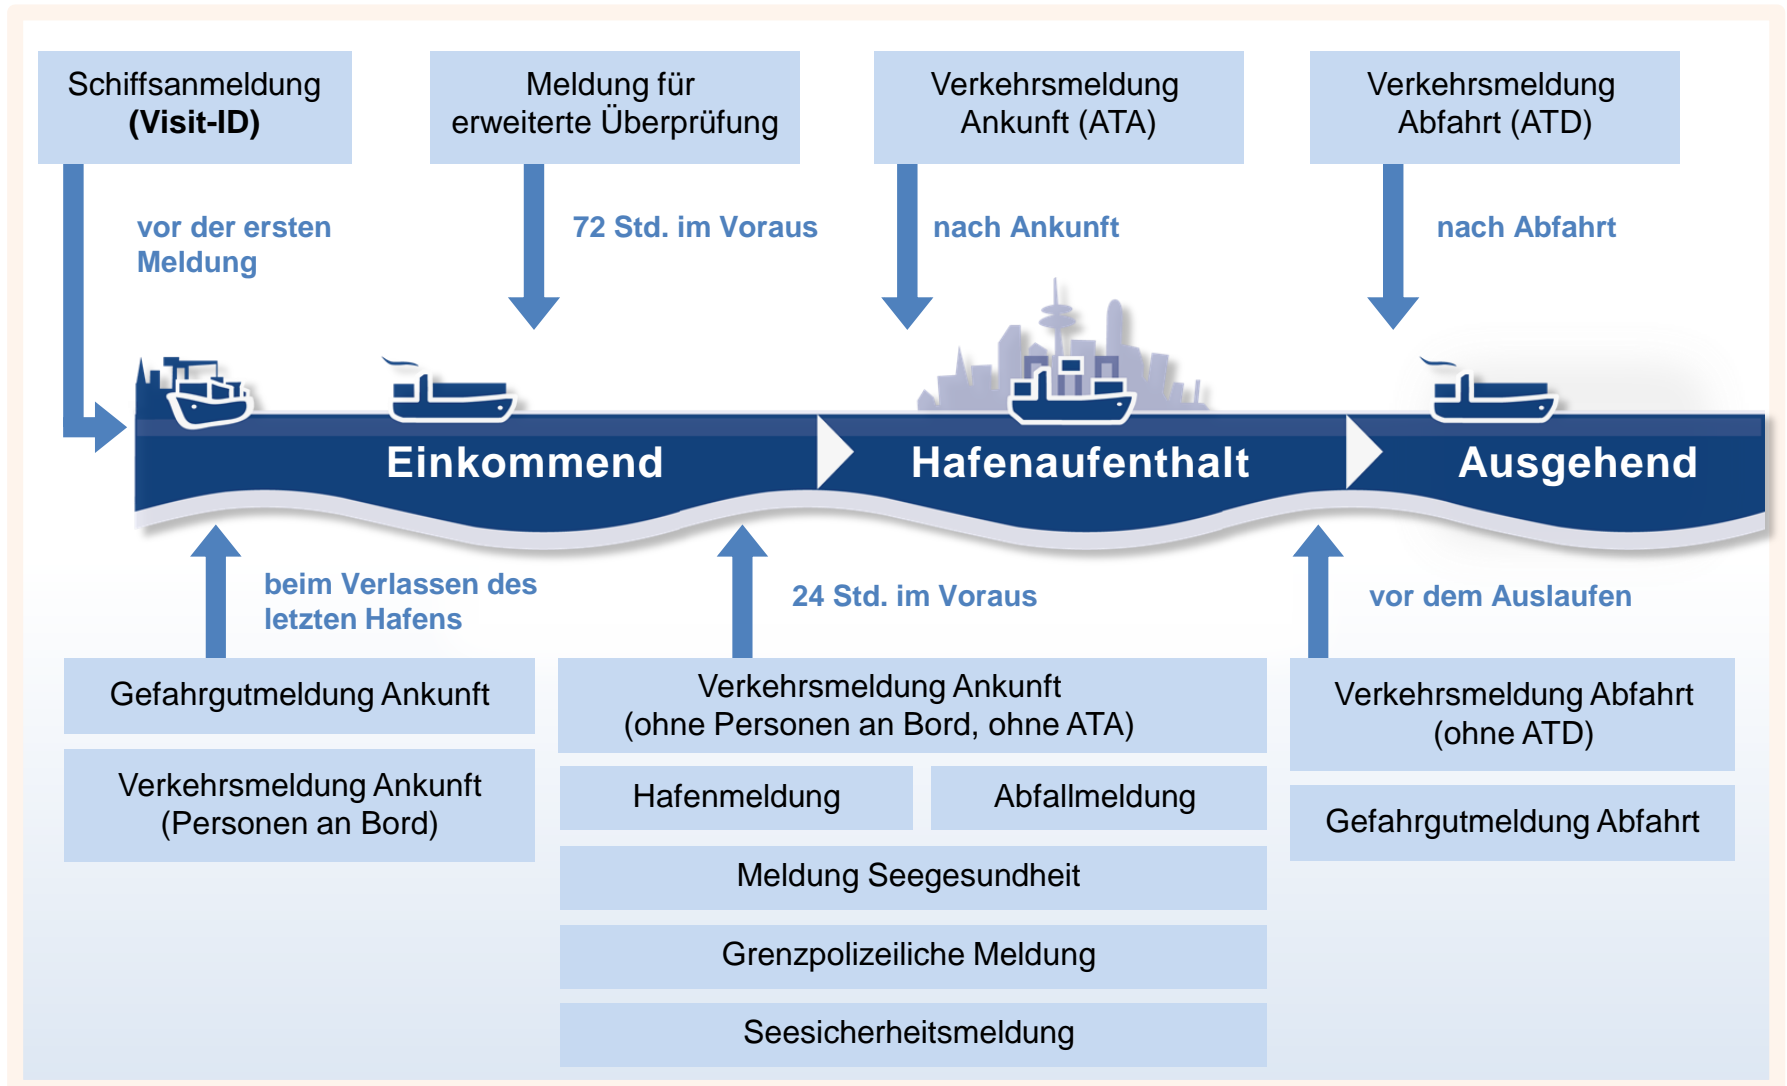 Schiffsanmeldung
(Visit-ID)
Meldung für
erweiterte Überprüfung
Verkehrsmeldung
Ankunft (ATA)
Verkehrsmeldung
Abfahrt (ATD)
vor der ersten
Meldung
72 Std. im Voraus
nach Ankunft
nach Abfahrt
Einkommend
Hafenaufenthalt
Ausgehend
beim Verlassen des
letzten Hafens
24 Std. im Voraus
vor dem Auslaufen
Gefahrgutmeldung Ankunft
Verkehrsmeldung Ankunft
(Personen an Bord)
Verkehrsmeldung Ankunft
(ohne Personen an Bord, ohne ATA)
Hafenmeldung
Abfallmeldung
Meldung Seegesundheit
Grenzpolizeiliche Meldung
Seesicherheitsmeldung
Verkehrsmeldung Abfahrt
(ohne ATD)
Gefahrgutmeldung Abfahrt